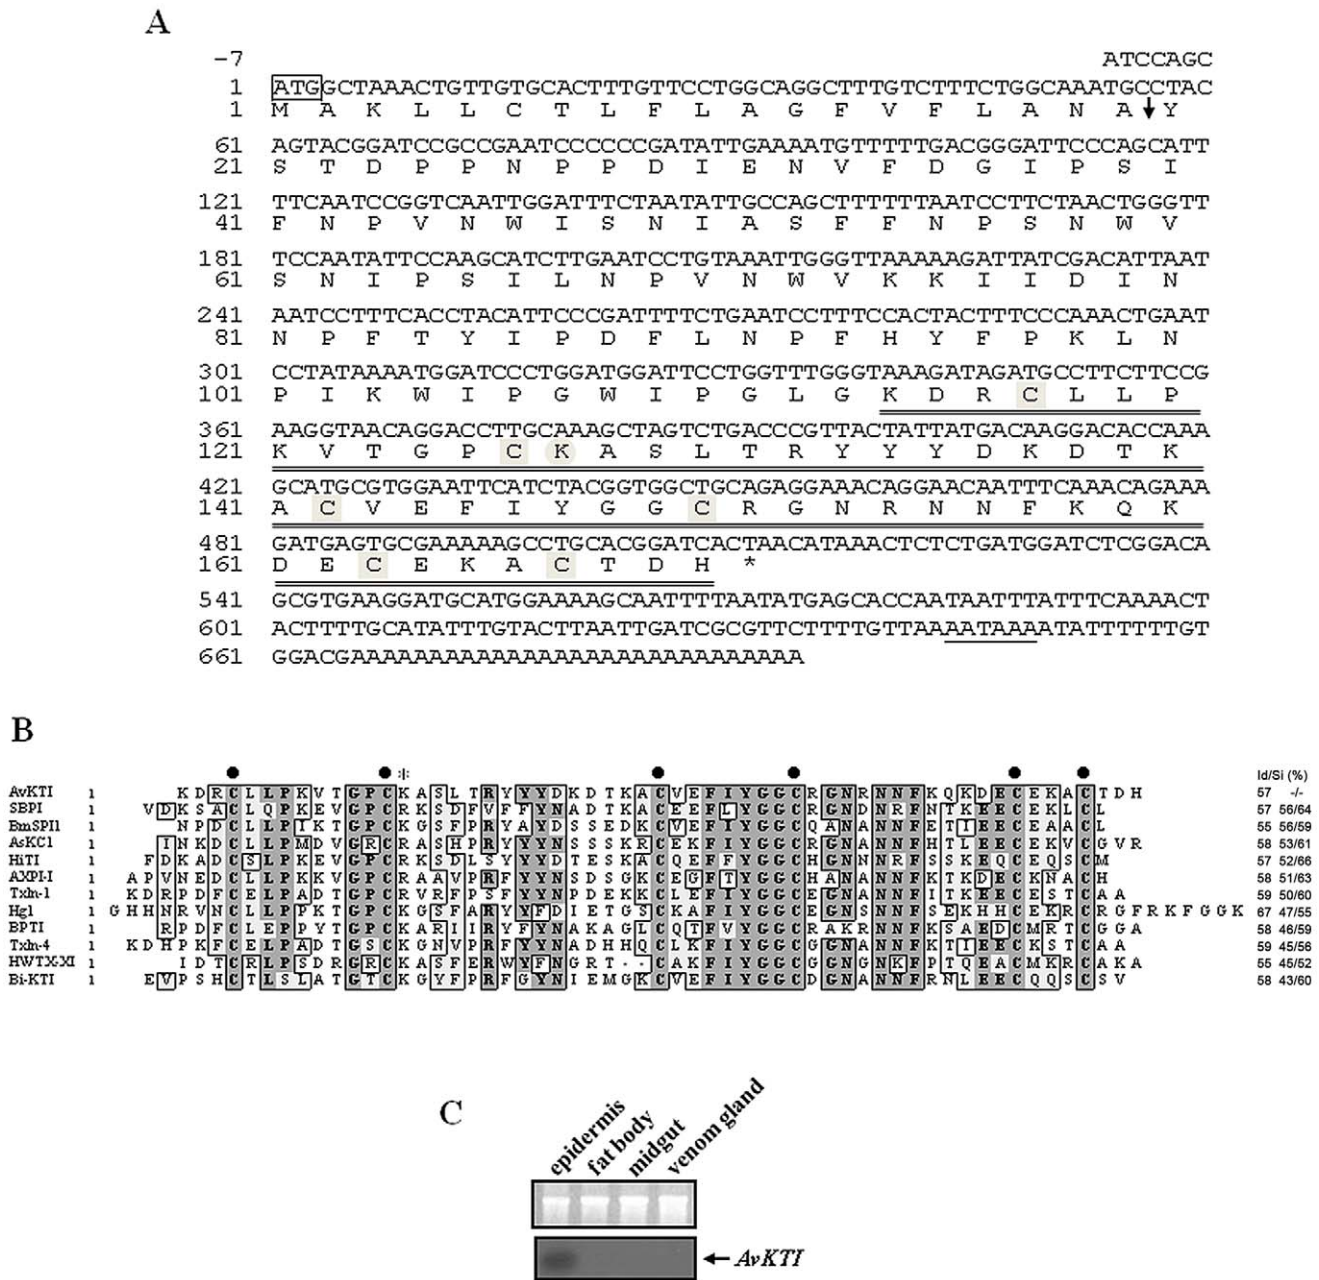 A
-7 ATCCAGC
1 ATGGCTAAACTGTTGTGCACTTTGTTCCTGGCAGGCTTTGTCTTTCTGGCAAATGCCTAC
1 M A K L L C T L F L A G F V F L A N A Y
61 AGTACGGATCCGCCGAATCCCCCCGATATTGAAAATGTTTTTGACGGGATTCCCAGCATT
21 S T D P P N P P D I E N V F D G I P S I
121 TTCAATCCGGTCAATTGGATTTCTAATATTGCCAGCTTTTTTAATCCTTCTAACTGGGTT
41 F N P V N W I S N I A S F F N P S N W V
181 TCCAATATTCCAAGCATCTTGAATCCTGTAAATTGGGTTAAAAAGATTATCGACATTAAT
61 S N I P S I L N P V N W V K K I I D I N
241 AATCCTTTCACCTACATTCCCGATTTTCTGAATCCTTTCCACTACTTTCCCAAACTGAAT
81 N P F T Y I P D F L N P F H Y F P K L N
301 CCTATAAAATGGATCCCTGGATGGATTCCTGGTTTGGGTAAAGATAGATGCCTTCTTCCG
101 P I K W I P G W I P G L G K D R C L L P
361 AAGGTAACAGGACCTTGCAAAGCTAGTCTGACCCGTTACTATTATGACAAGGACACCAAA
121 K V T G P C K A S L T R Y Y Y D K D T K
421 GCATGCGTGGAATTCATCTACGGTGGCTGCAGAGGAAACAGGAACAATTTCAAACAGAAA
141 A C V E F I Y G G C R G N R N N F K Q K
481 GATGAGTGCGAAAAAGCCTGCACGGATCACTAACATAAACTCTCTGATGGATCTCGGACA
161 D E C E K A C T D H *
541 GCGTGAAGGATGCATGGAAAAGCAATTTTAATATGAGCACCAATAATTTATTTCAAAACT
601 ACTTTTGCATATTTGTACTTAATTGATCGCGTTCTTTTGTTAAAATAAAATATTTTTTGT
661 GGACGAAAAAAAAAAAAAAAAAAAAAAAAAAAAA
B
Id/Si (%)
AvKTI 1 K D R C L L P K V T G P C K A S L T R Y Y Y D K D T K A C V E F I Y G G C R G N R N N F K Q K D E C E K A C T D H 57 -/-
SBPI 1 V D K S A C L Q P K E V G P C R K S D F V F F Y N A D T K A C E E F L Y G G C R G N D N R F N T K E E C E K L C L 57 56/64
BmSPI1 1 N P D C L L P I K T G P C K G S F P R Y A Y D S S E D K C V E F I Y G G C Q A N A N N F E T I E E C E A A C L 55 56/59
AsKC1 1 I N K D C L L P M D V G R C R A S H P R Y Y Y N S S S K R C E K F I Y G G C R G N A N N F H T L E E C E K V C G V R 58 53/61
HiTI 1 F D K A D C S L P K E V G P C R K S D L S Y Y Y D T E S K A C Q E F F Y G G C H G N N N R F S S K E Q C E Q S C M 57 52/66
AXPI-I 1 A P V N E D C L L P K K V G P C R A A V P R F Y Y N S D S G K C E G F T Y G G C H A N A N N F K T K D E C K N A C H 58 51/63
TxIn-1 1 K D R P D F C E L P A D T G P C R V R F P S F Y Y N P D E K K C L E F I Y G G C E G N A N N F I T K E E C E S T C A A 59 50/60
Hg1 1 G H H N R V N C L L P P K T G P C K G S F A R Y Y F D I E T G S C K A F I Y G G C E G N S N N F S E K H H C E K R C R G F R K F G G K 67 47/55
BPTI 1 R P D F C L E P P Y T G P C K A R I I R Y F Y N A K A G L C Q T F V Y G G C R A K R N N F K S A E D C M R T C G G A 58 46/59
TxIn-4 1 K D H P K F C E L P A D T G S C K G N V P R F Y Y N A D H H Q C L K F I Y G G C G G N A N N F K T I E E C K S T C A A 59 45/56
HWTX-XI 1 I D T C R L P S D R G R C K A S F E R W Y F N G R T - - C A K F I Y G G C G G N G N K F P T Q E A C M K R C A K A 55 45/52
Bi-KTI 1 E V P S H C T L S L A T G T C K G Y F P R F G Y N I E M G K C V E F I Y G G C D G N A N N F R N L E E C Q Q S C S V 58 43/60
C
epidermis fat body midgut venom gland
AvKTI